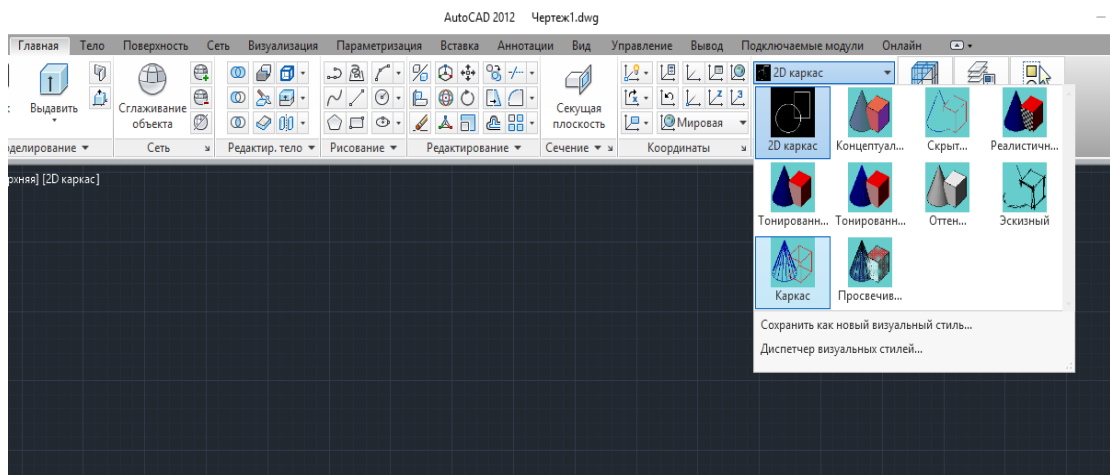 AutoCAD 2012 Чертеж1.dwg
Главная Тело Поверхность Сеть Визуализация Параметризация Вставка Аннотации Вид Управление Вывод Подключаемые модули Онлайн
2D каркас
Выдавить
Сглаживание
объекта
Секущая
плоскость
Мировая
делирование Сеть Редактир. тело Рисование Редактирование Сечение Координаты
2D каркас Концептуал... Скрыт... Реалистичн...
Тонированн... Тонированн... Оттен... Эскизный
Каркас Просвечив...
Сохранить как новый визуальный стиль...
Диспетчер визуальных стилей...
рхняя] [2D каркас]